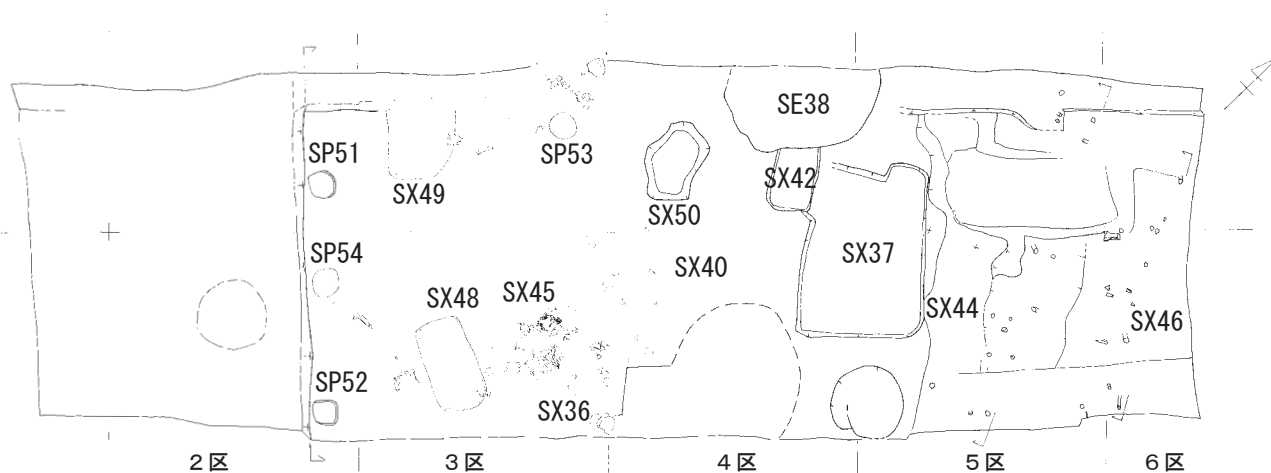 SE38
SP51
SP53
SX49
SX42
SX50
SP54
SX37
SX40
SX48
SX45
SX44
SX46
SP52
SX36
2区
3区
4区
5区
6区